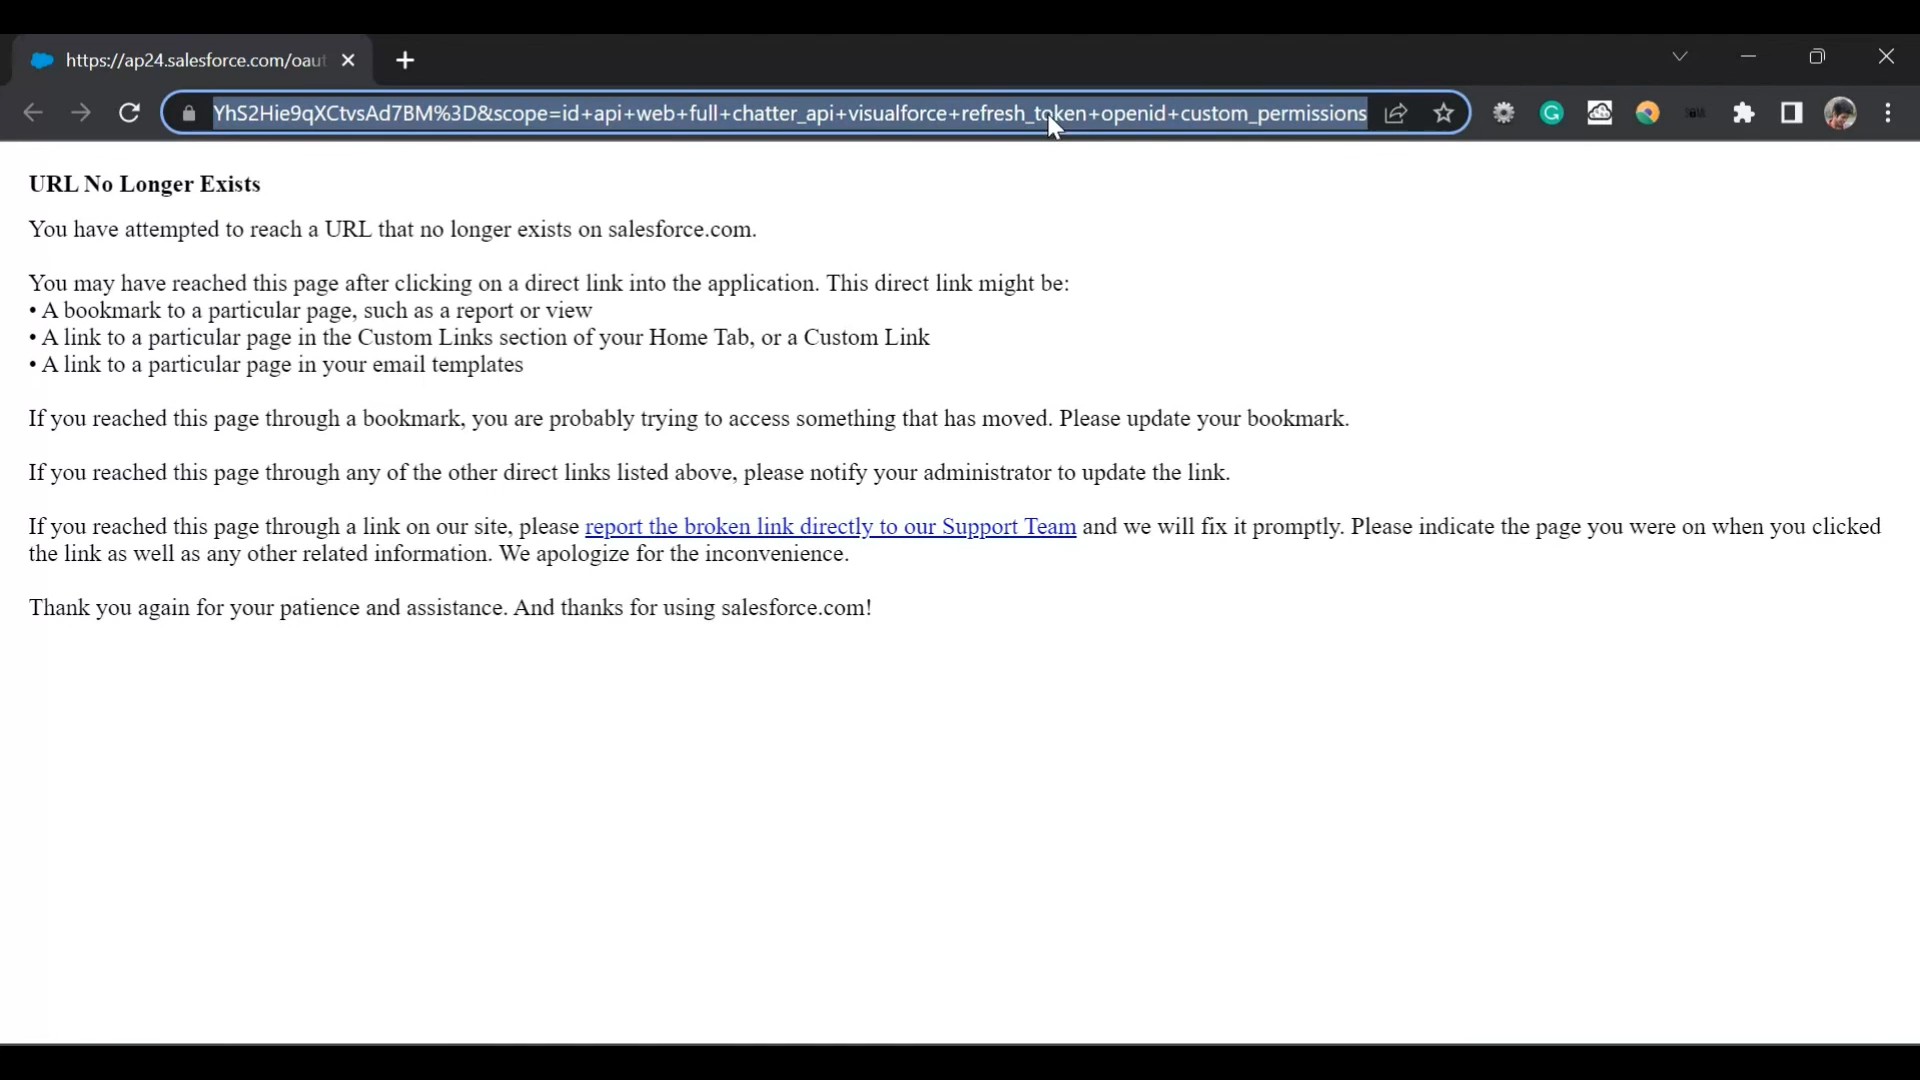 https://ap24.salesforce.com/oaut
YhS2Hie9qXCtvsAd7BM%3D&scope=id+api+web+full+chatter_api+visualforce+refresh_token+openid+custom_permissions
URL No Longer Exists
You have attempted to reach a URL that no longer exists on salesforce.com.
You may have reached this page after clicking on a direct link into the application. This direct link might be:
• A bookmark to a particular page, such as a report or view
• A link to a particular page in the Custom Links section of your Home Tab, or a Custom Link
• A link to a particular page in your email templates
If you reached this page through a bookmark, you are probably trying to access something that has moved. Please update your bookmark.
If you reached this page through any of the other direct links listed above, please notify your administrator to update the link.
If you reached this page through a link on our site, please report the broken link directly to our Support Team and we will fix it promptly. Please indicate the page you were on when you clicked
the link as well as any other related information. We apologize for the inconvenience.
Thank you again for your patience and assistance. And thanks for using salesforce.com!